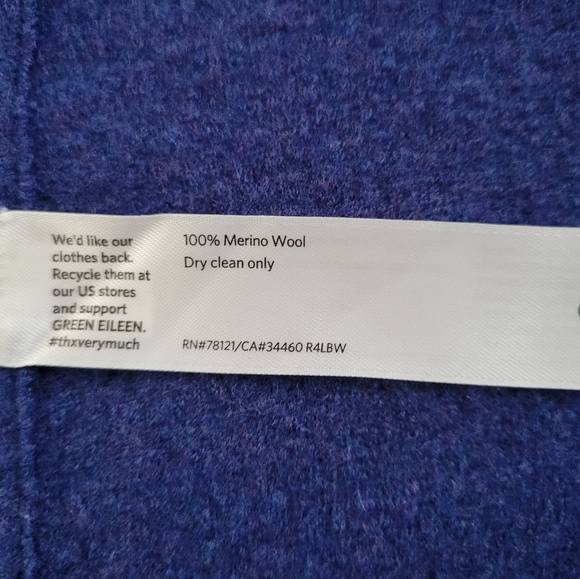 We'd like our
clothes back.
Recycle them at
our US stores
and support
GREEN EILEEN.
#thxverymuch
100% Merino Wool
Dry clean only
RN#78121/CA#34460 R4LBW